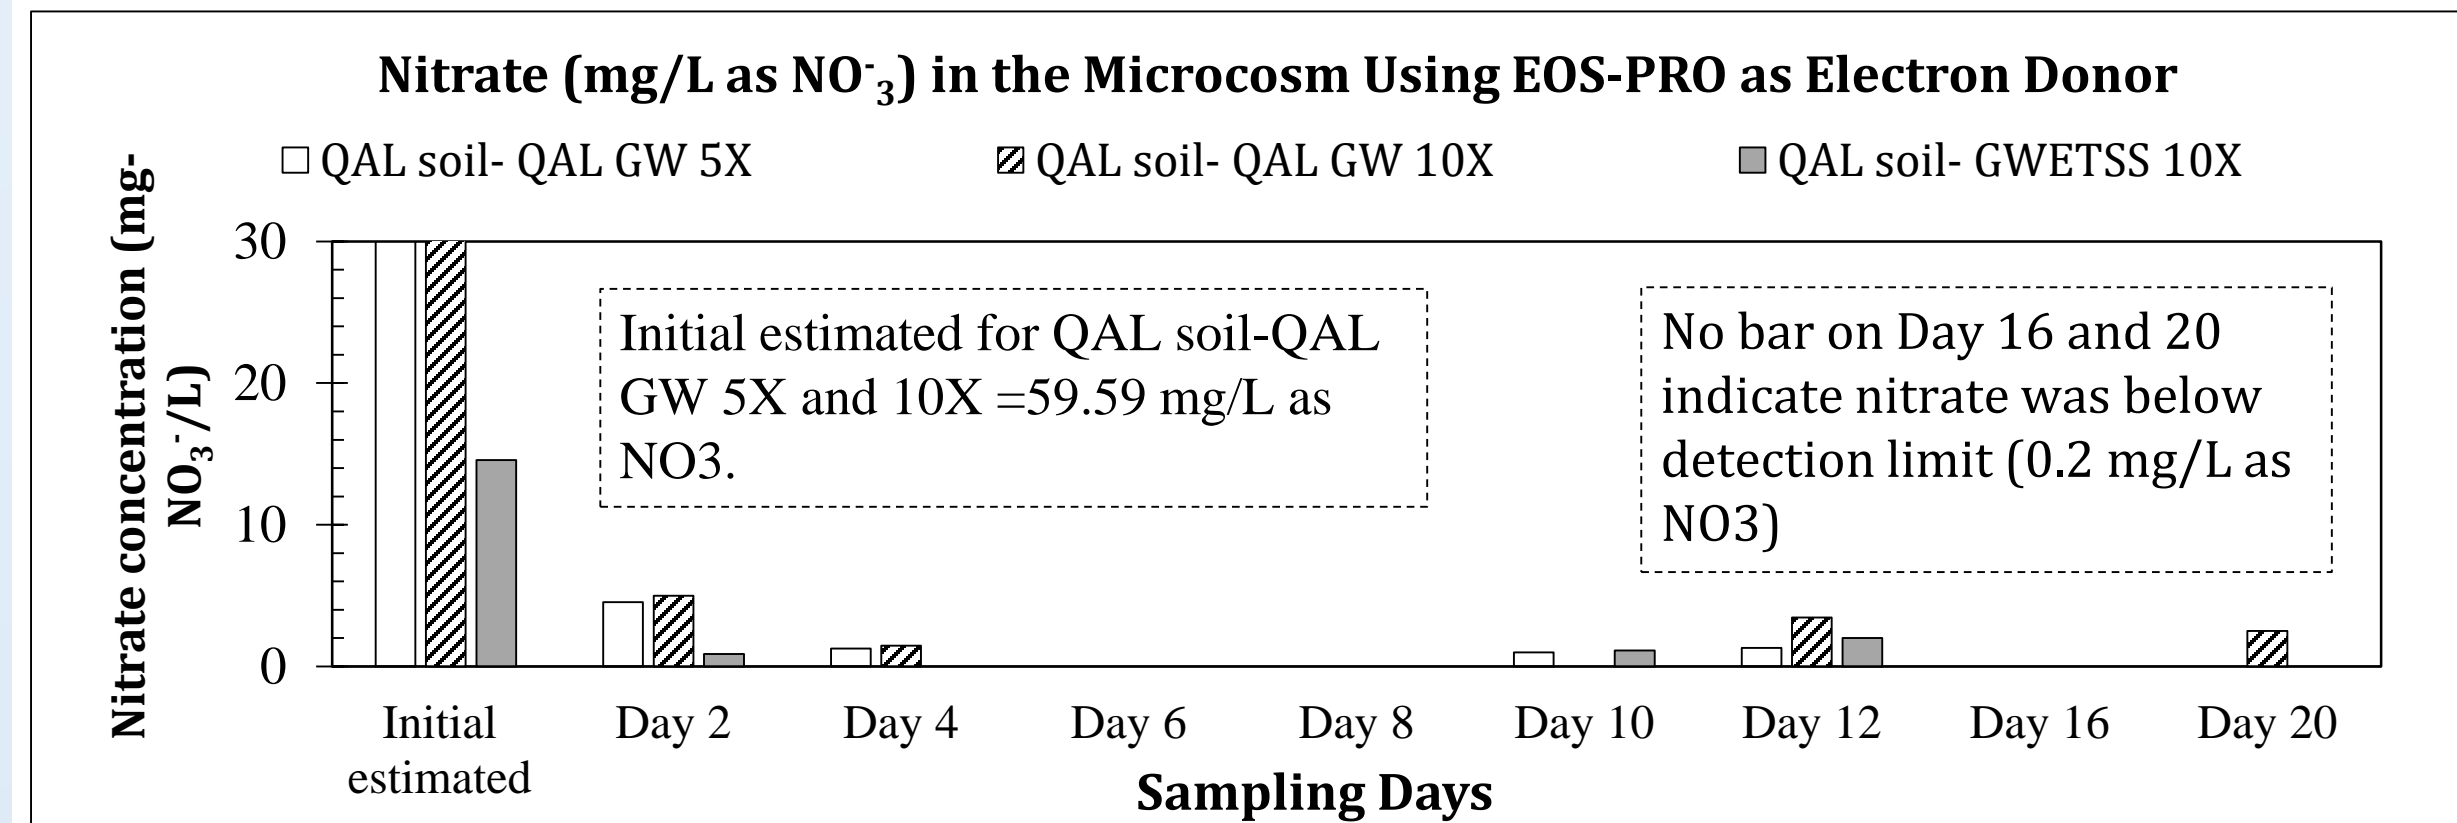 Nitrate (mg/L as NO⁻₃) in the Microcosm Using EOS-PRO as Electron Donor
QAL soil- QAL GW 5X
QAL soil- QAL GW 10X
QAL soil- GWETSS 10X
Nitrate concentration (mg-
NO₃⁻/L)
30
20
10
0
Initial estimated for QAL soil-QAL
GW 5X and 10X =59.59 mg/L as
NO3.
No bar on Day 16 and 20
indicate nitrate was below
detection limit (0.2 mg/L as
NO3)
Initial
estimated
Day 2
Day 4
Day 6
Day 8
Day 10
Day 12
Day 16
Day 20
Sampling Days